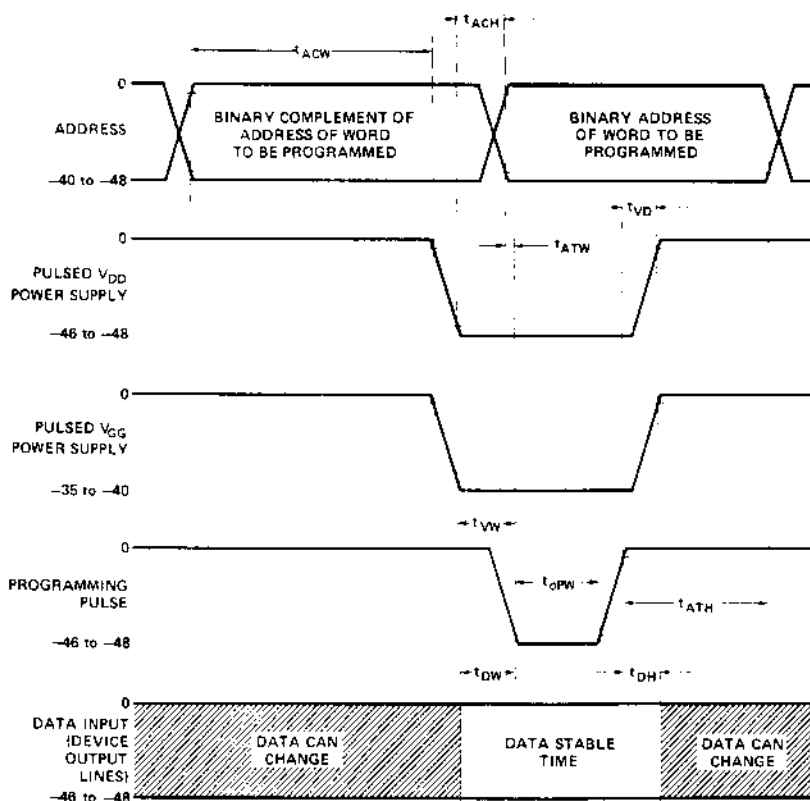 tACH
tACW
0
ADDRESS
BINARY COMPLEMENT OF
ADDRESS OF WORD
TO BE PROGRAMMED
BINARY ADDRESS
OF WORD TO BE
PROGRAMMED
-40 to -48
tVD
0
tATW
PULSED VDD
POWER SUPPLY
-46 to -48
0
PULSED VGG
POWER SUPPLY
-35 to -40
tVW
0
PROGRAMMING
PULSE
tφPW
tATH
-46 to -48
tDW
tDH
0
DATA INPUT
(DEVICE
OUTPUT
LINES)
DATA CAN
CHANGE
DATA STABLE
TIME
DATA CAN
CHANGE
-46 to -48